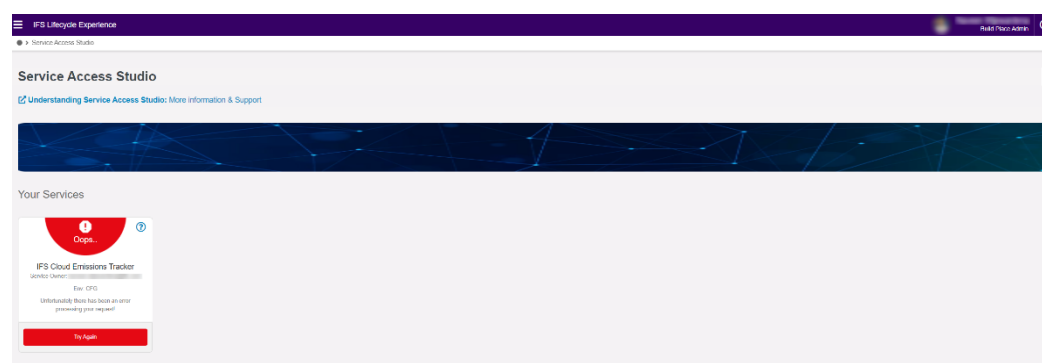 IFS Lifecycle Experience
Build Place Admin
> Service Access Studio
Service Access Studio
Understanding Service Access Studio: More information & Support
Your Services
Oops..
IFS Cloud Emissions Tracker
Service Owner:
Env: CFG
Unfortunately there has been an error
processing your request!
Try Again